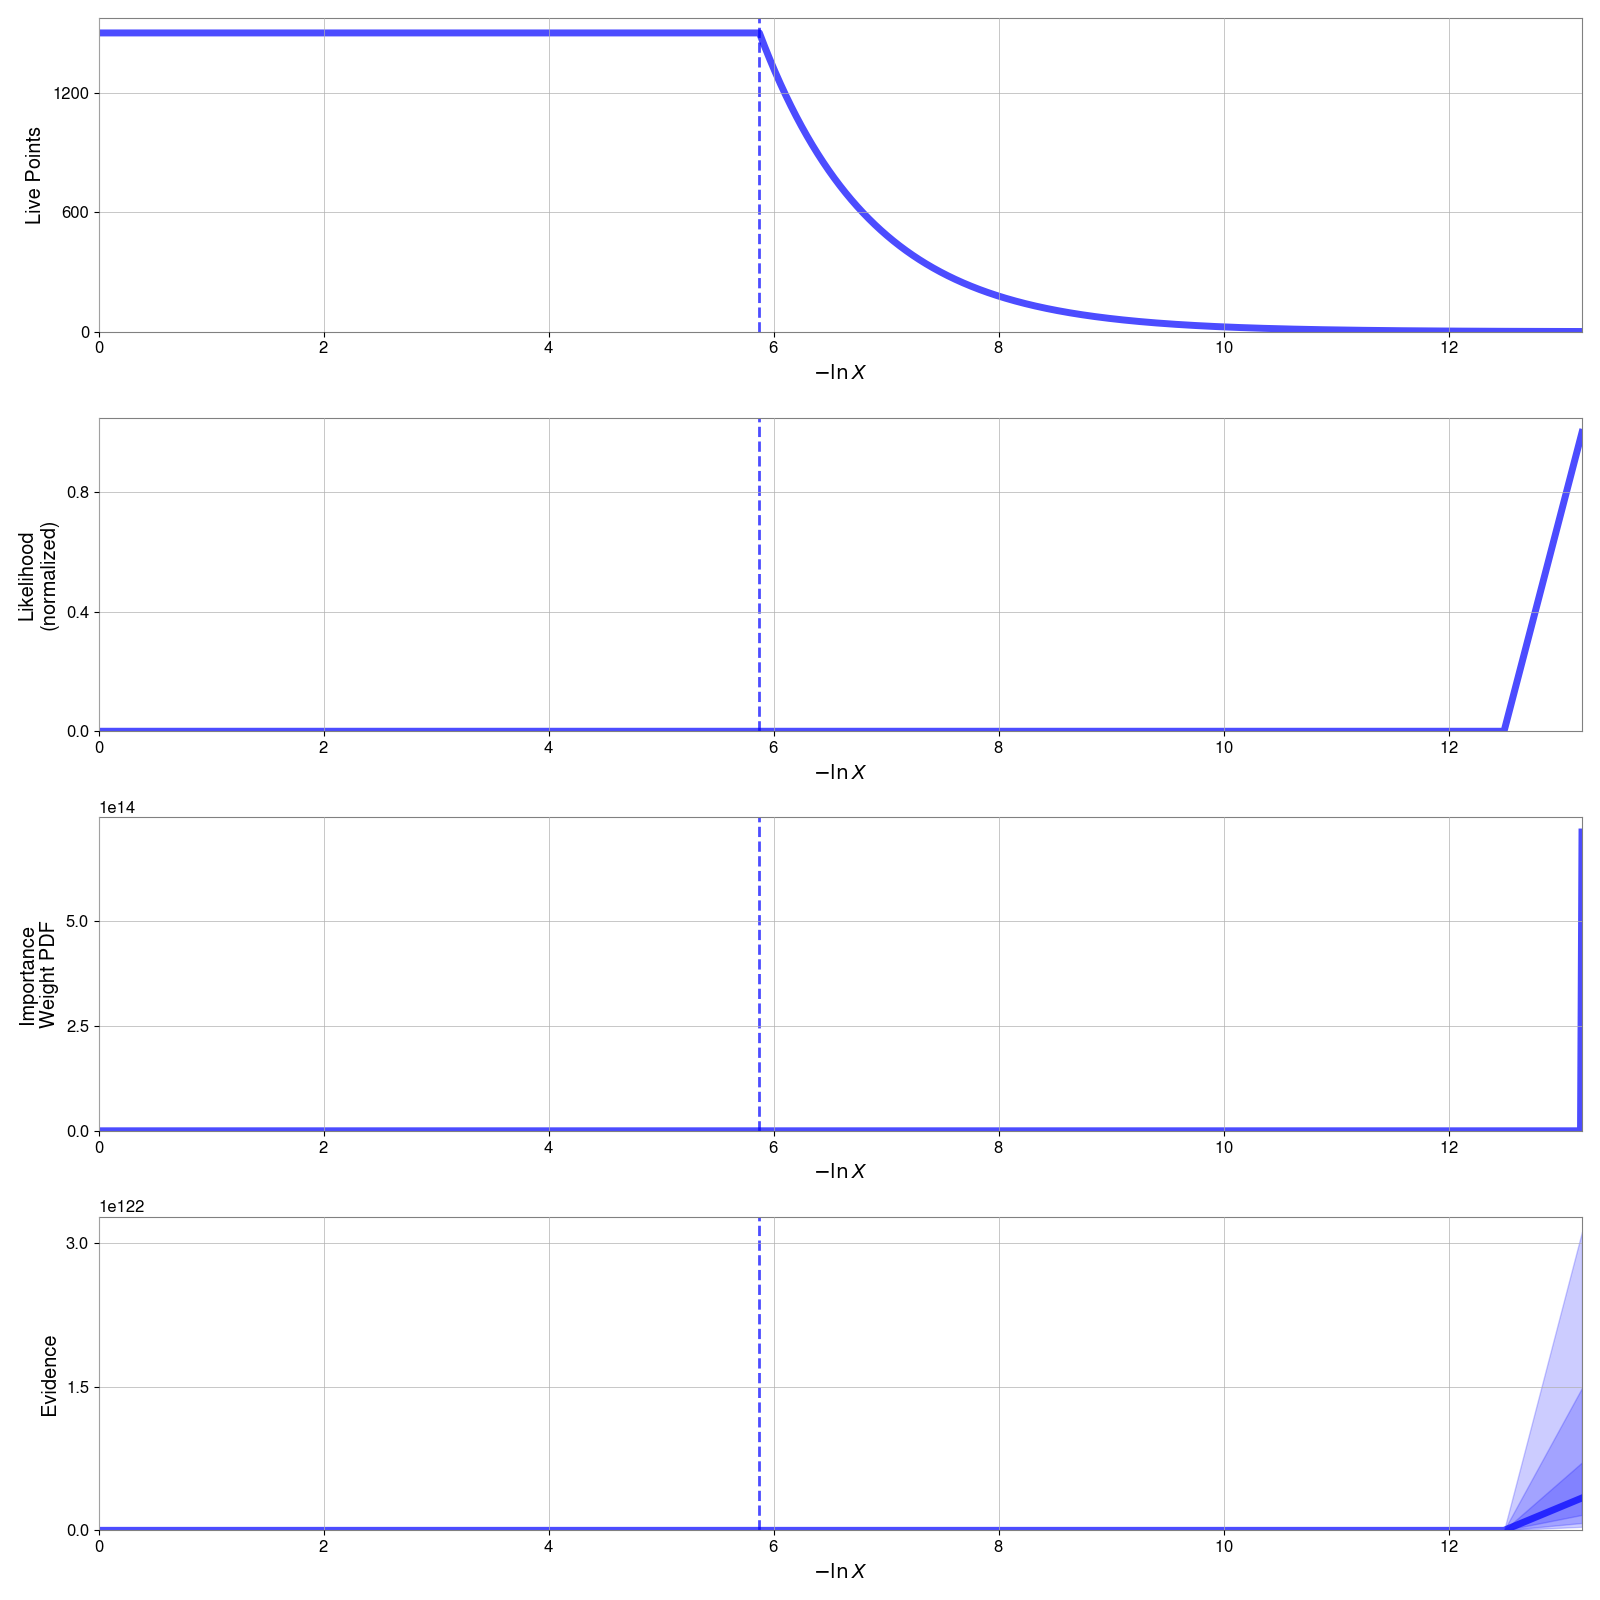 1200
600
0
Live Points
0 2 4 6 8 10 12
−ln X
0.8
0.4
0.0
Likelihood
(normalized)
0 2 4 6 8 10 12
−ln X
1e14
5.0
2.5
0.0
Importance
Weight PDF
0 2 4 6 8 10 12
−ln X
1e122
3.0
1.5
0.0
Evidence
0 2 4 6 8 10 12
−ln X